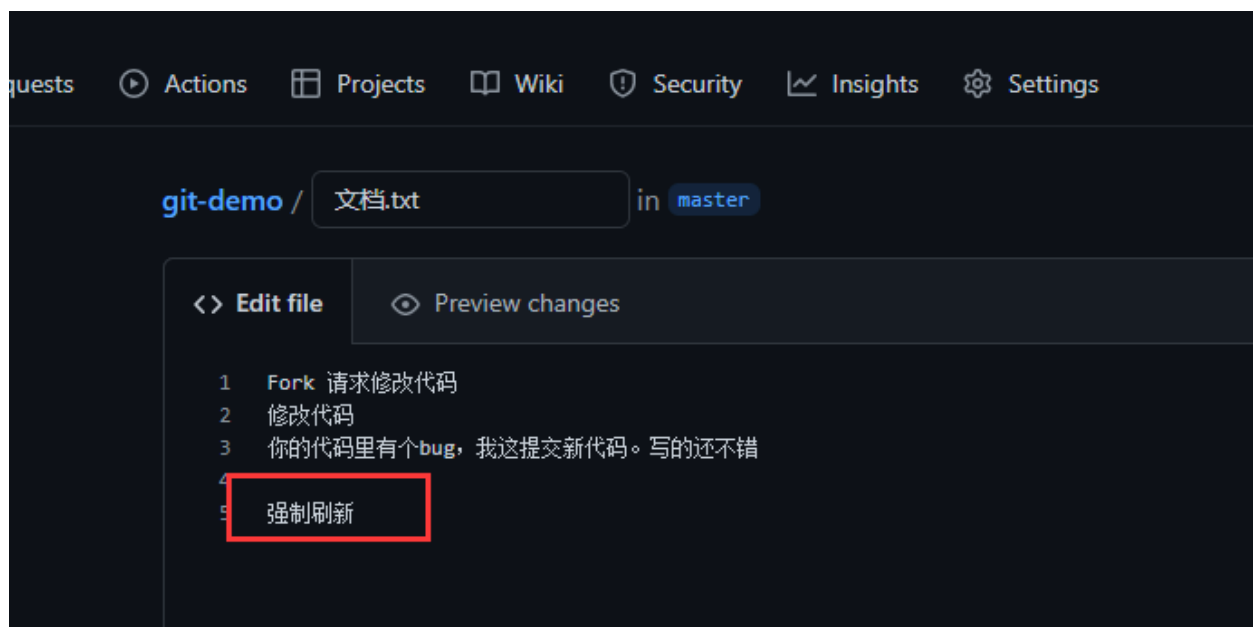 quests Actions Projects Wiki Security Insights Settings
git-demo / 文档.txt in master
Edit file Preview changes
1 Fork 请求修改代码
2 修改代码
3 你的代码里有个bug，我这提交新代码。写的还不错
4
5 强制刷新